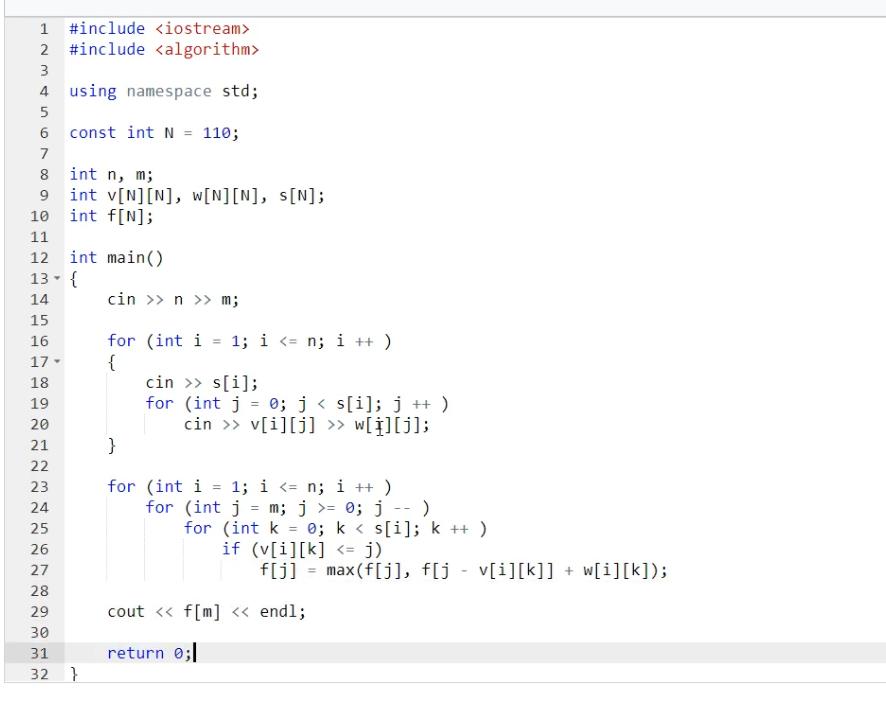 1 #include <iostream>
2 #include <algorithm>
3
4 using namespace std;
5
6 const int N = 110;
7
8 int n, m;
9 int v[N][N], w[N][N], s[N];
10 int f[N];
11
12 int main()
13 {
14     cin >> n >> m;
15
16     for (int i = 1; i <= n; i ++ )
17     {
18         cin >> s[i];
19         for (int j = 0; j < s[i]; j ++ )
20             cin >> v[i][j] >> w[i][j];
21     }
22
23     for (int i = 1; i <= n; i ++ )
24         for (int j = m; j >= 0; j -- )
25             for (int k = 0; k < s[i]; k ++ )
26                 if (v[i][k] <= j)
27                     f[j] = max(f[j], f[j - v[i][k]] + w[i][k]);
28
29     cout << f[m] << endl;
30
31     return 0;
32 }